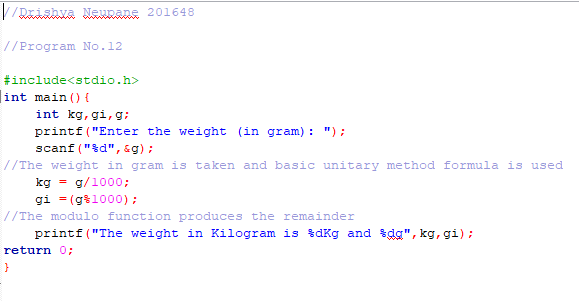 //Drishya Neupane 201648
//Program No.12
#include<stdio.h>
int main(){
int kg,gi,g;
printf("Enter the weight (in gram): ");
scanf("%d",&g);
//The weight in gram is taken and basic unitary method formula is used
kg = g/1000;
gi =(g%1000);
//The modulo function produces the remainder
printf("The weight in Kilogram is %dKg and %dg",kg,gi);
return 0;
}